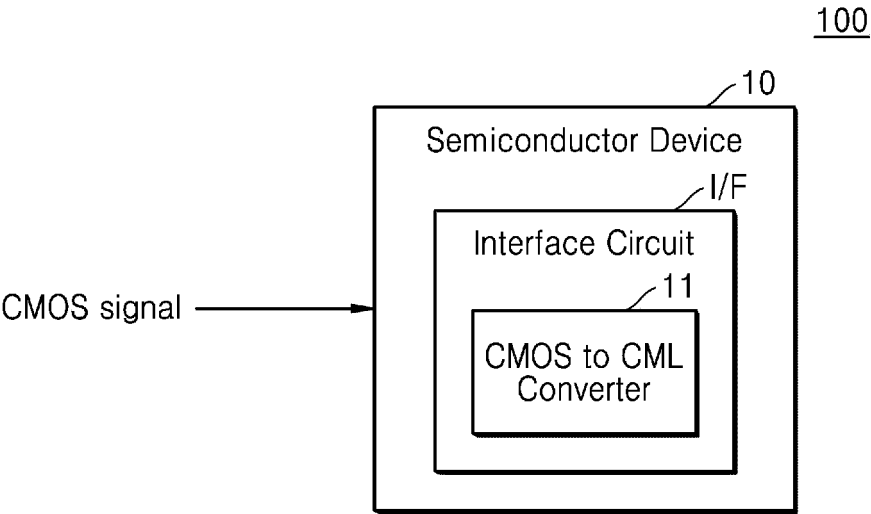 100
10
Semiconductor Device
I/F
Interface Circuit
11
CMOS signal
CMOS to CML
Converter